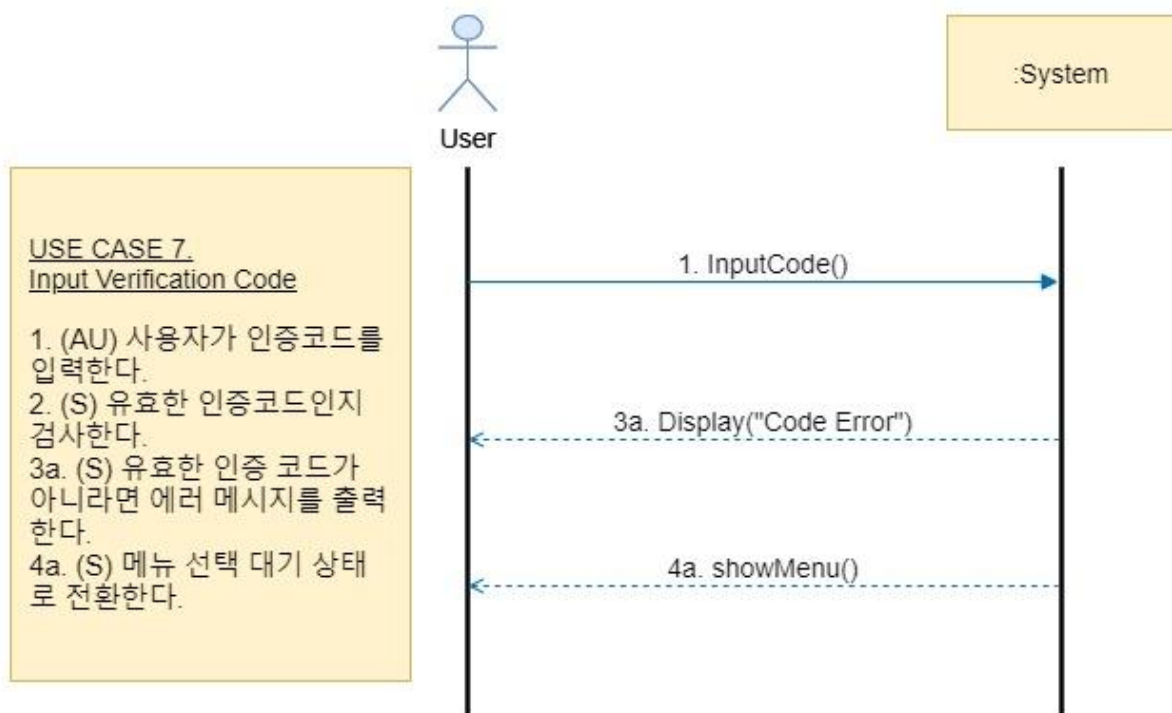 User
:System
USE CASE 7.
Input Verification Code
1. (AU) 사용자가 인증코드를
입력한다.
2. (S) 유효한 인증코드인지
검사한다.
3a. (S) 유효한 인증 코드가
아니라면 에러 메시지를 출력
한다.
4a. (S) 메뉴 선택 대기 상태
로 전환한다.
1. InputCode()
3a. Display("Code Error")
4a. showMenu()